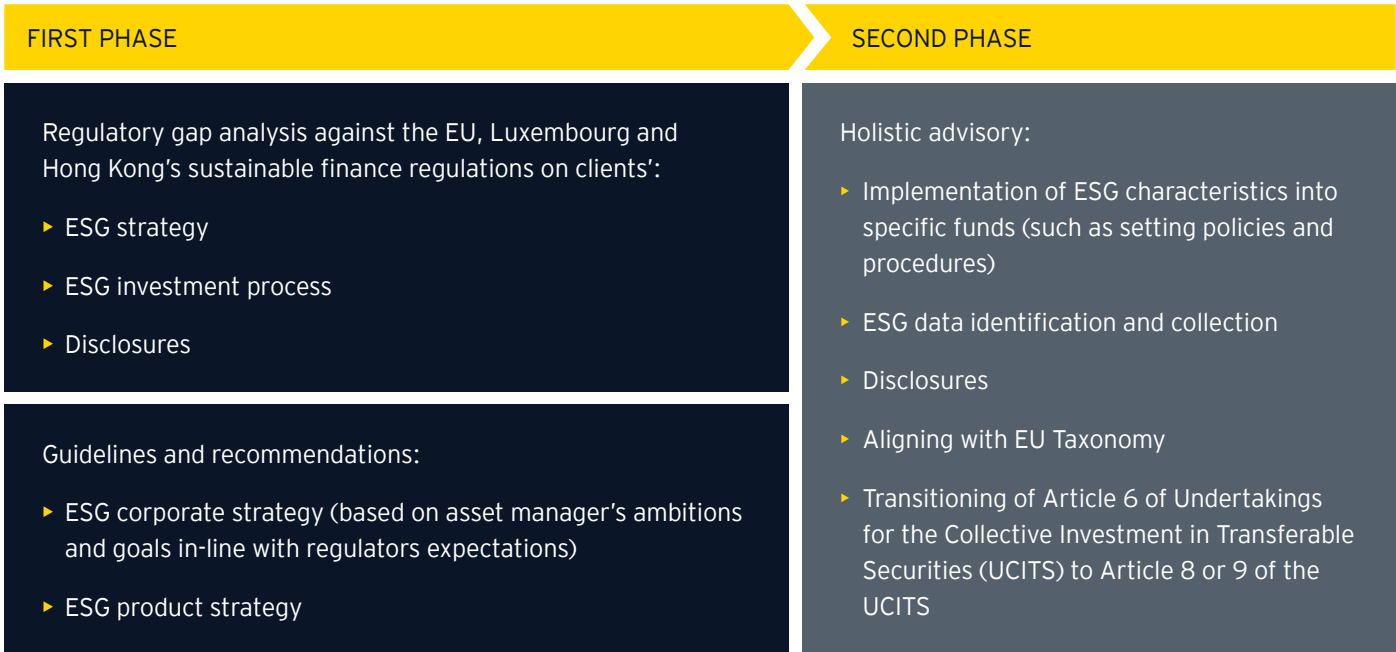 FIRST PHASE
Regulatory gap analysis against the EU, Luxembourg and
Hong Kong's sustainable finance regulations on clients':
▸ ESG strategy
▸ ESG investment process
▸ Disclosures
Guidelines and recommendations:
▸ ESG corporate strategy (based on asset manager's ambitions
and goals in-line with regulators expectations)
▸ ESG product strategy
SECOND PHASE
Holistic advisory:
▸ Implementation of ESG characteristics into
specific funds (such as setting policies and
procedures)
▸ ESG data identification and collection
▸ Disclosures
▸ Aligning with EU Taxonomy
▸ Transitioning of Article 6 of Undertakings
for the Collective Investment in Transferable
Securities (UCITS) to Article 8 or 9 of the
UCITS